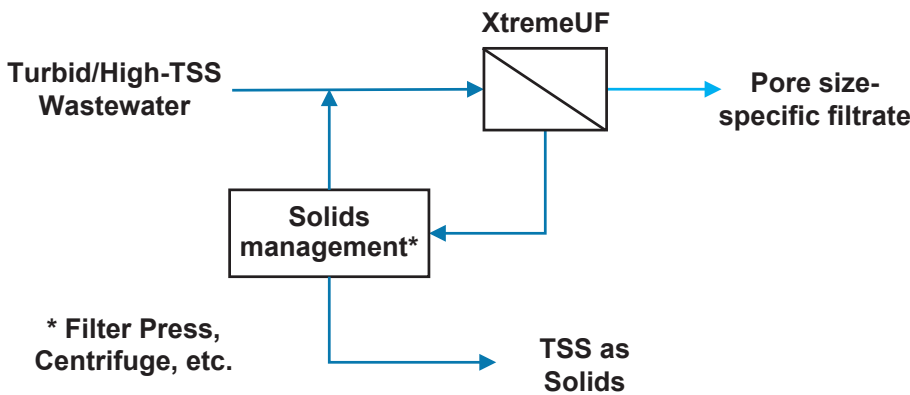 XtremeUF
Turbid/High-TSS
Wastewater
Pore size-
specific filtrate
Solids
management*
* Filter Press,
Centrifuge, etc.
TSS as
Solids